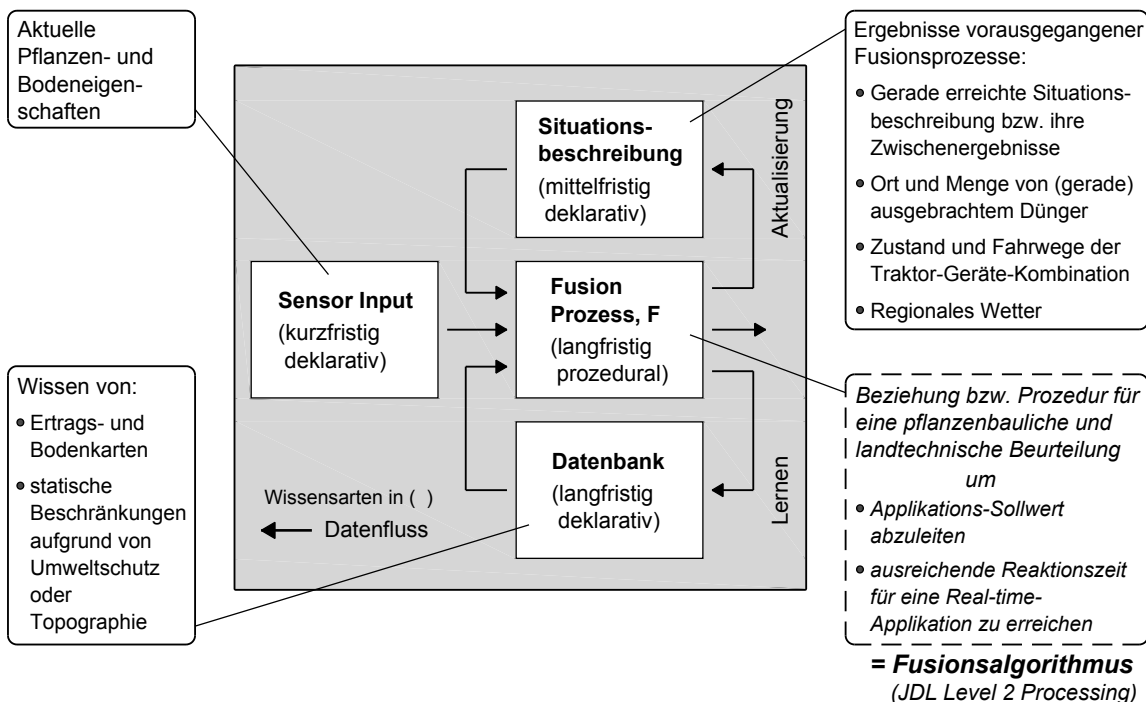 Aktuelle
Pflanzen- und
Bodeneigen-
schaften
Wissen von:
• Ertrags- und
Bodenkarten
• statische
Beschränkungen
aufgrund von
Umweltschutz
oder
Topographie
Sensor Input
(kurzfristig
deklarativ)
Wissensarten in ( )
Datenfluss
Situations-
beschreibung
(mittelfristig
deklarativ)
Fusion
Prozess, F
(langfristig
prozedural)
Datenbank
(langfristig
deklarativ)
Aktualisierung
Lernen
Ergebnisse vorausgegangener
Fusionsprozesse:
• Gerade erreichte Situations-
beschreibung bzw. ihre
Zwischenergebnisse
• Ort und Menge von (gerade)
ausgebrachtem Dünger
• Zustand und Fahrwege der
Traktor-Geräte-Kombination
• Regionales Wetter
Beziehung bzw. Prozedur für
eine pflanzenbauliche und
landtechnische Beurteilung
um
• Applikations-Sollwert
abzuleiten
• ausreichende Reaktionszeit
für eine Real-time-
Applikation zu erreichen
= Fusionsalgorithmus
(JDL Level 2 Processing)